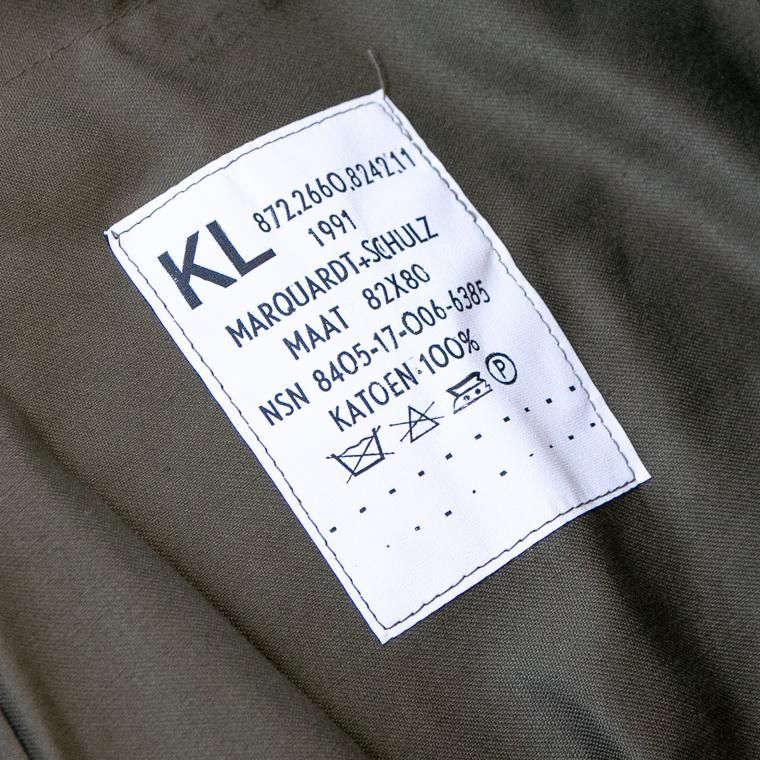 KL 872.2660.8242.11
1991
MARQUARDT+SCHULZ
MAAT 82X80
NSN 8405-17-006-6385
KATOEN 100%
P